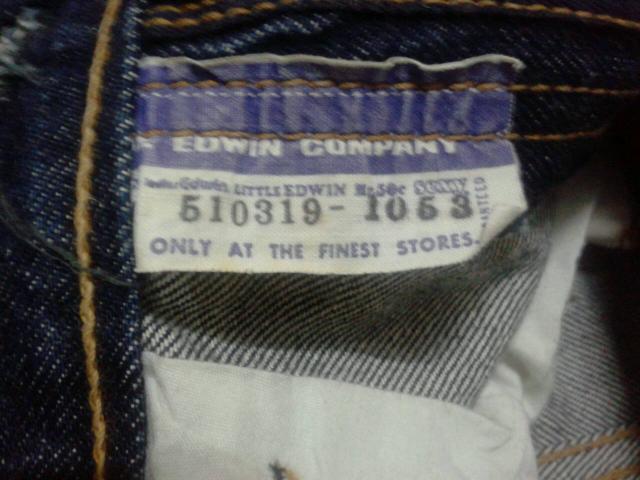 EDWIN COMPANY
LITTLE EDWIN
510319- 1053
ONLY AT THE FINEST STORES.